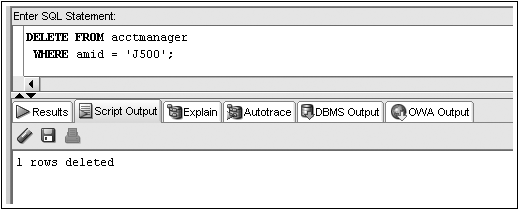 Enter SQL Statement:
DELETE FROM acctmanager
WHERE amid = 'J500';
Results Script Output Explain Autotrace DBMS Output OWA Output
1 rows deleted